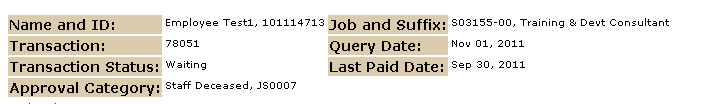 Name and ID: Employee Test1, 101114713 Job and Suffix: S03155-00, Training & Devt Consultant
Transaction: 78051 Query Date: Nov 01, 2011
Transaction Status: Waiting Last Paid Date: Sep 30, 2011
Approval Category: Staff Deceased, JS0007